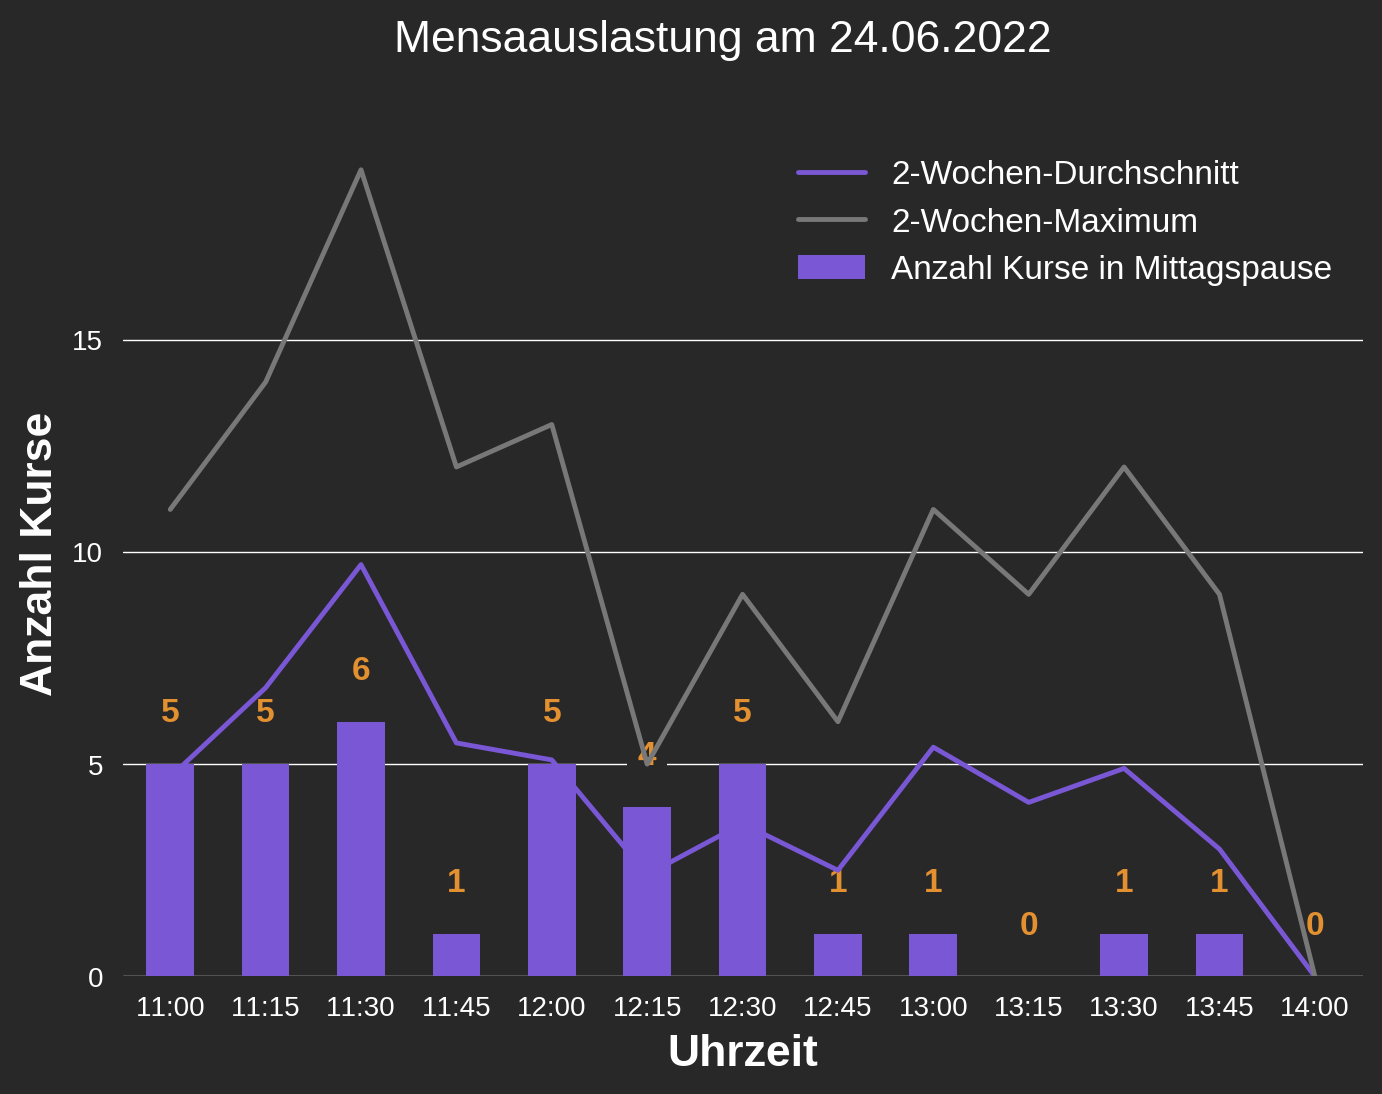 Mensaauslastung am 24.06.2022
2-Wochen-Durchschnitt
2-Wochen-Maximum
Anzahl Kurse in Mittagspause
Anzahl Kurse
15
10
5
0
5 5 6 1 5 4 5 1 1 0 1 1 0
11:00 11:15 11:30 11:45 12:00 12:15 12:30 12:45 13:00 13:15 13:30 13:45 14:00
Uhrzeit